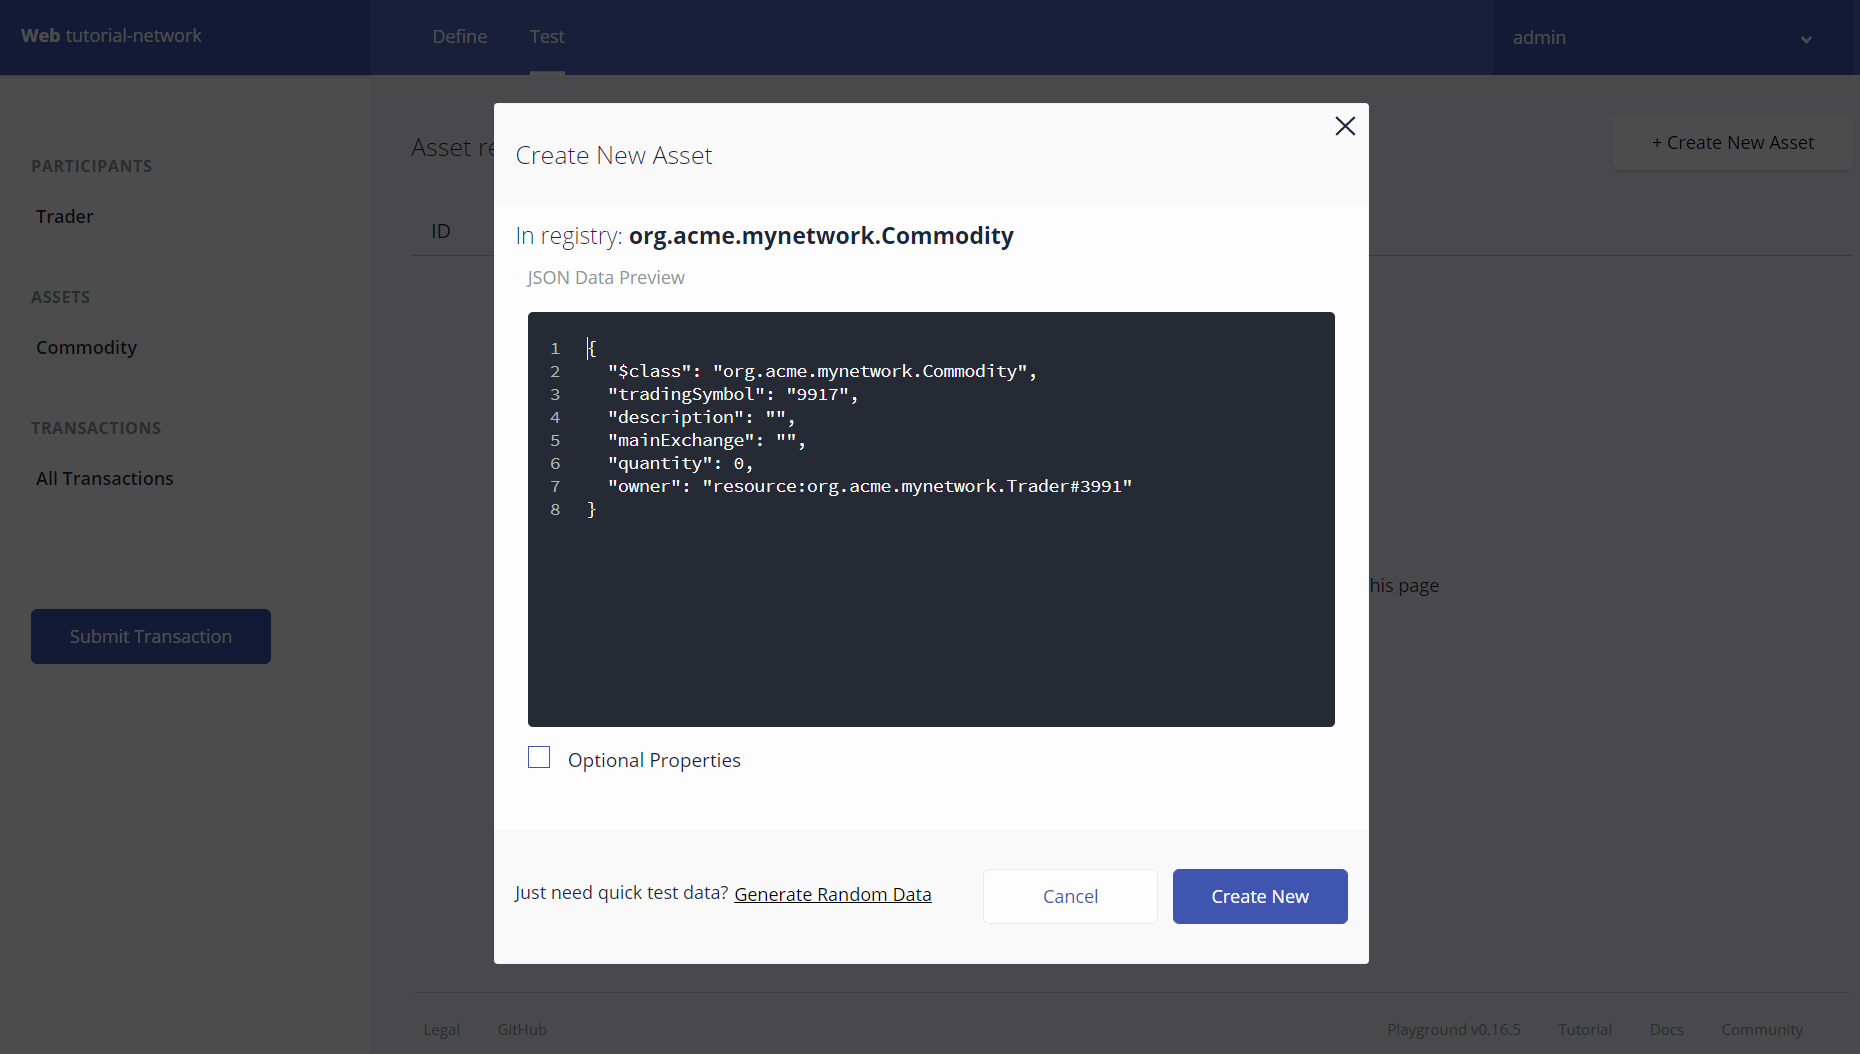 Web tutorial-network
Define
Test
admin
PARTICIPANTS
Trader
ASSETS
Commodity
TRANSACTIONS
All Transactions
Submit Transaction
Asset re
+ Create New Asset
ID
his page
Create New Asset
In registry: org.acme.mynetwork.Commodity
JSON Data Preview
1 {
2 "$class": "org.acme.mynetwork.Commodity",
3 "tradingSymbol": "9917",
4 "description": "",
5 "mainExchange": "",
6 "quantity": 0,
7 "owner": "resource:org.acme.mynetwork.Trader#3991"
8 }
Optional Properties
Just need quick test data? Generate Random Data
Cancel
Create New
Legal
GitHub
Playground v0.16.5
Tutorial
Docs
Community